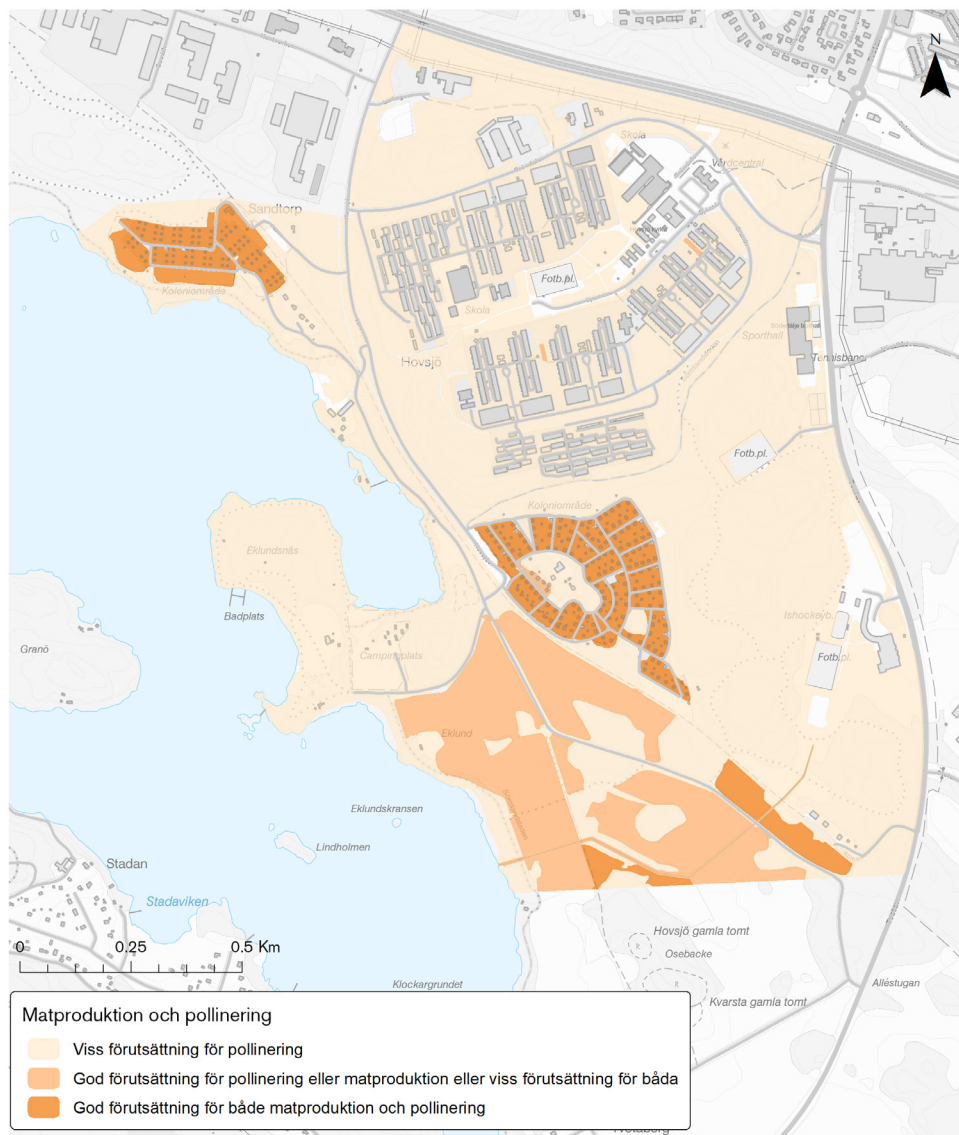 N
Skola
Vårdcentral
Sandtorp
Koloniområde
Fotb.pl.
Skola
Sporthall
Tennisbanor
Hovsjö
Fotb.pl.
Koloniområde
Eklundsnäs
Badplats
Granö
Campingplats
Ishockeyb.
Fotb.pl.
Eklund
Eklundskransen
Lindholmen
Stadan
Stadaviken
0
0.25
0.5 Km
Hovsjö gamla tomt
Osebacke
R
R
Kvarsta gamla tomt
Alléstugan
Klockargrundet
Matproduktion och pollinering
Viss förutsättning för pollinering
God förutsättning för pollinering eller matproduktion eller viss förutsättning för båda
God förutsättning för både matproduktion och pollinering